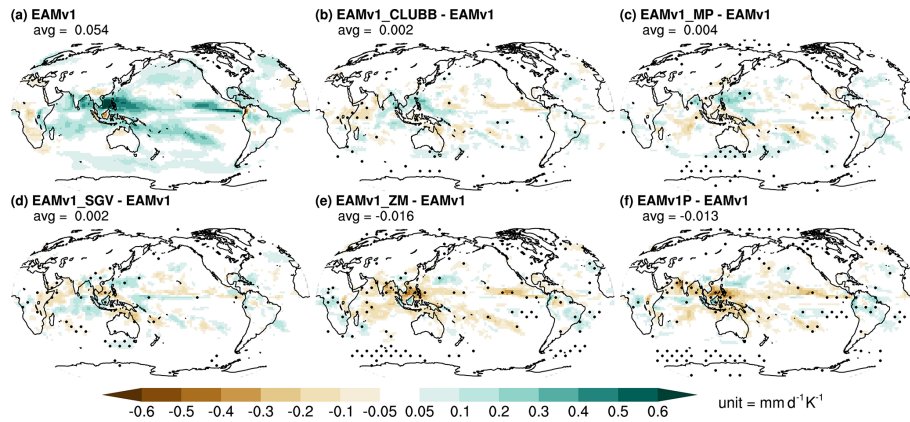 (a) EAMv1
avg = 0.054
(b) EAMv1_CLUBB - EAMv1
avg = 0.002
(c) EAMv1_MP - EAMv1
avg = 0.004
(d) EAMv1_SGV - EAMv1
avg = 0.002
(e) EAMv1_ZM - EAMv1
avg = -0.016
(f) EAMv1P - EAMv1
avg = -0.013
-0.6 -0.5 -0.4 -0.3 -0.2 -0.1 -0.05 0.05 0.1 0.2 0.3 0.4 0.5 0.6
unit = mm d⁻¹ K⁻¹